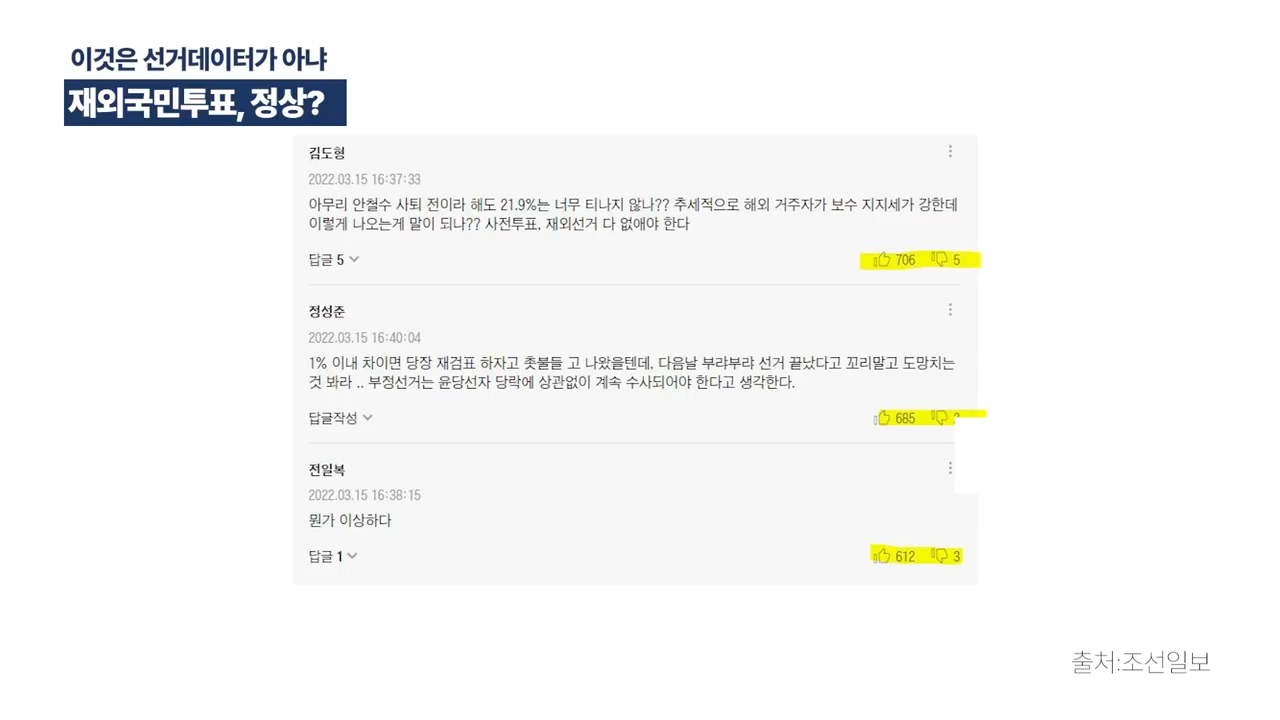 이것은 선거데이터가 아냐
재외국민투표, 정상?
김도형
2022.03.15 16:37:33
아무리 안철수 사퇴 전이라 해도 21.9%는 너무 티나지 않나?? 추세적으로 해외 거주자가 보수 지지세가 강한데
이렇게 나오는게 말이 되나?? 사전투표, 재외선거 다 없애야 한다
답글 5
706 5
정성준
2022.03.15 16:40:04
1% 이내 차이면 당장 재검표 하자고 촛불들 고 나왔을텐데, 다음날 부랴부랴 선거 끝났다고 꼬리말고 도망치는
것 봐라 .. 부정선거는 윤당선자 당락에 상관없이 계속 수사되어야 한다고 생각한다.
답글작성
685
전일복
2022.03.15 16:38:15
뭔가 이상하다
답글 1
612 3
출처:조선일보